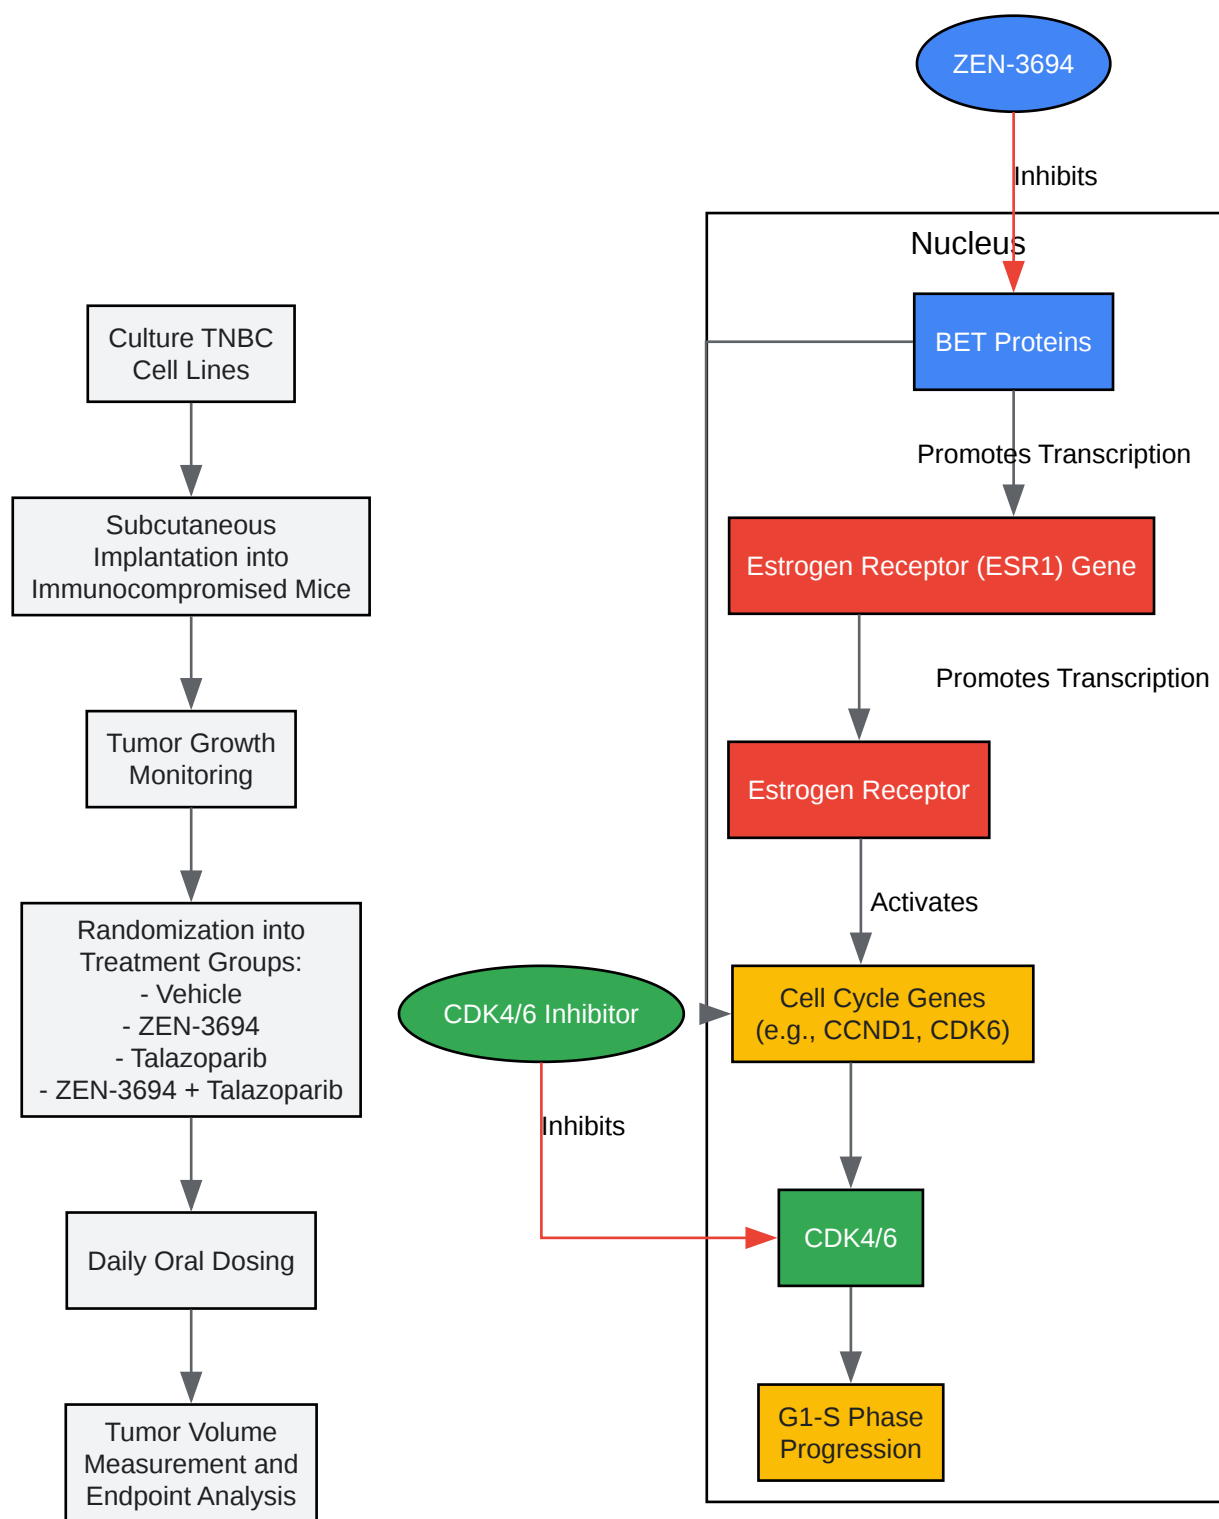 Culture TNBC
Cell Lines
Subcutaneous
Implantation into
Immunocompromised Mice
Tumor Growth
Monitoring
Randomization into
Treatment Groups:
- Vehicle
- ZEN-3694
- Talazoparib
- ZEN-3694 + Talazoparib
Daily Oral Dosing
Tumor Volume
Measurement and
Endpoint Analysis
ZEN-3694
Inhibits
Nucleus
BET Proteins
Promotes Transcription
Estrogen Receptor (ESR1) Gene
Promotes Transcription
Estrogen Receptor
Activates
CDK4/6 Inhibitor
Cell Cycle Genes
(e.g., CCND1, CDK6)
Inhibits
CDK4/6
G1-S Phase
Progression